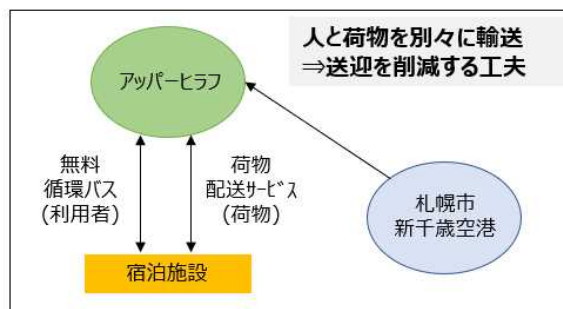 人と荷物を別々に輸送
⇒送迎を削減する工夫
アッパーヒラフ
無料
循環バス
(利用者)
荷物
配送サービス
(荷物)
札幌市
新千歳空港
宿泊施設